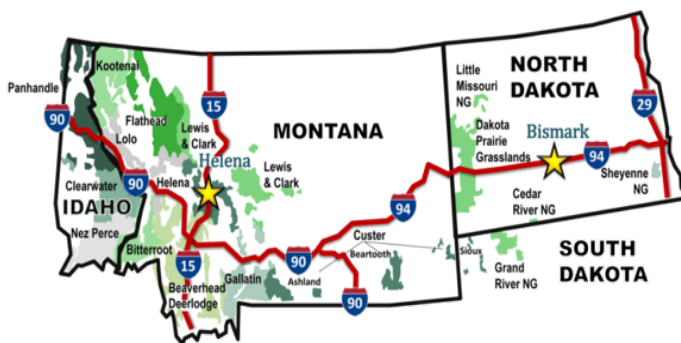 Kootenai
Panhandle
90
Flathead
Lolo
15
Lewis
& Clark
MONTANA
Helena
Lewis
& Clark
Clearwater
90
Helena
IDAHO
Nez Perce
Bitterroot
15
Beaverhead
Deerlodge
Gallatin
90
Ashland
Custer
Beartooth
94
90
Sioux
Little
Missouri
NG
NORTH
DAKOTA
29
Dakota
Prairie
Grasslands
Bismark
94
Sheyenne
NG
Cedar
River NG
Grand
River NG
SOUTH
DAKOTA